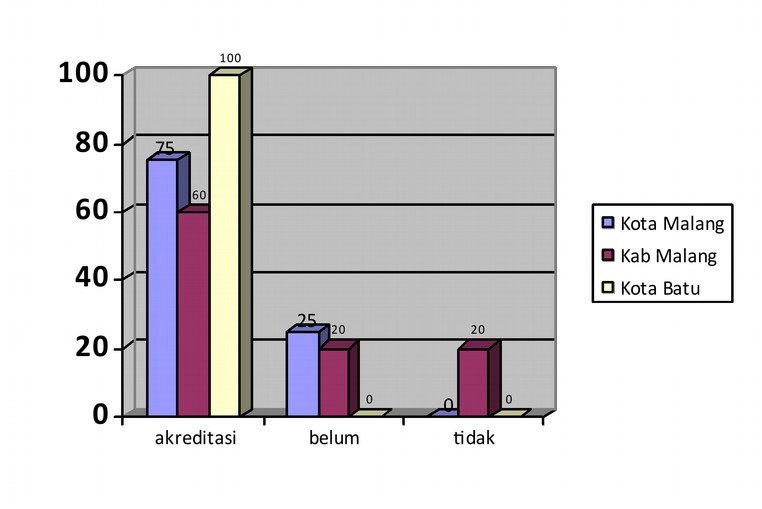 100
100
80
75
60
60
40
25
20
20
20
0
0
0
0
akreditasi
belum
tidak
Kota Malang
Kab Malang
Kota Batu